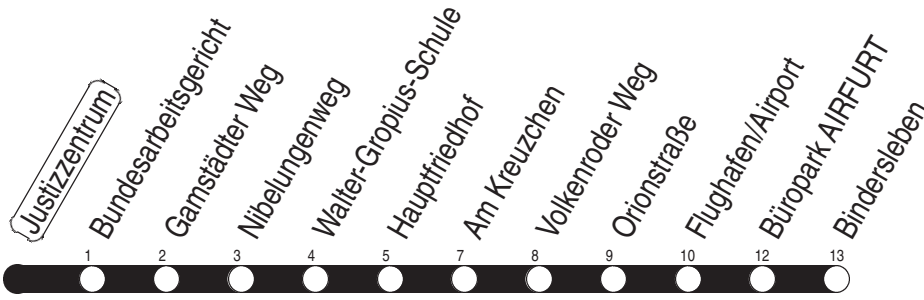 Justizzentrum
Bundesarbeitsgericht
Gamstädter Weg
Nibelungenweg
Walter-Gropius-Schule
Hauptfriedhof
Am Kreuzchen
Volkenroder Weg
Orionstraße
Flughafen/Airport
Büropark AIRFURT
Bindersleben
1 2 3 4 5 7 8 9 10 12 13